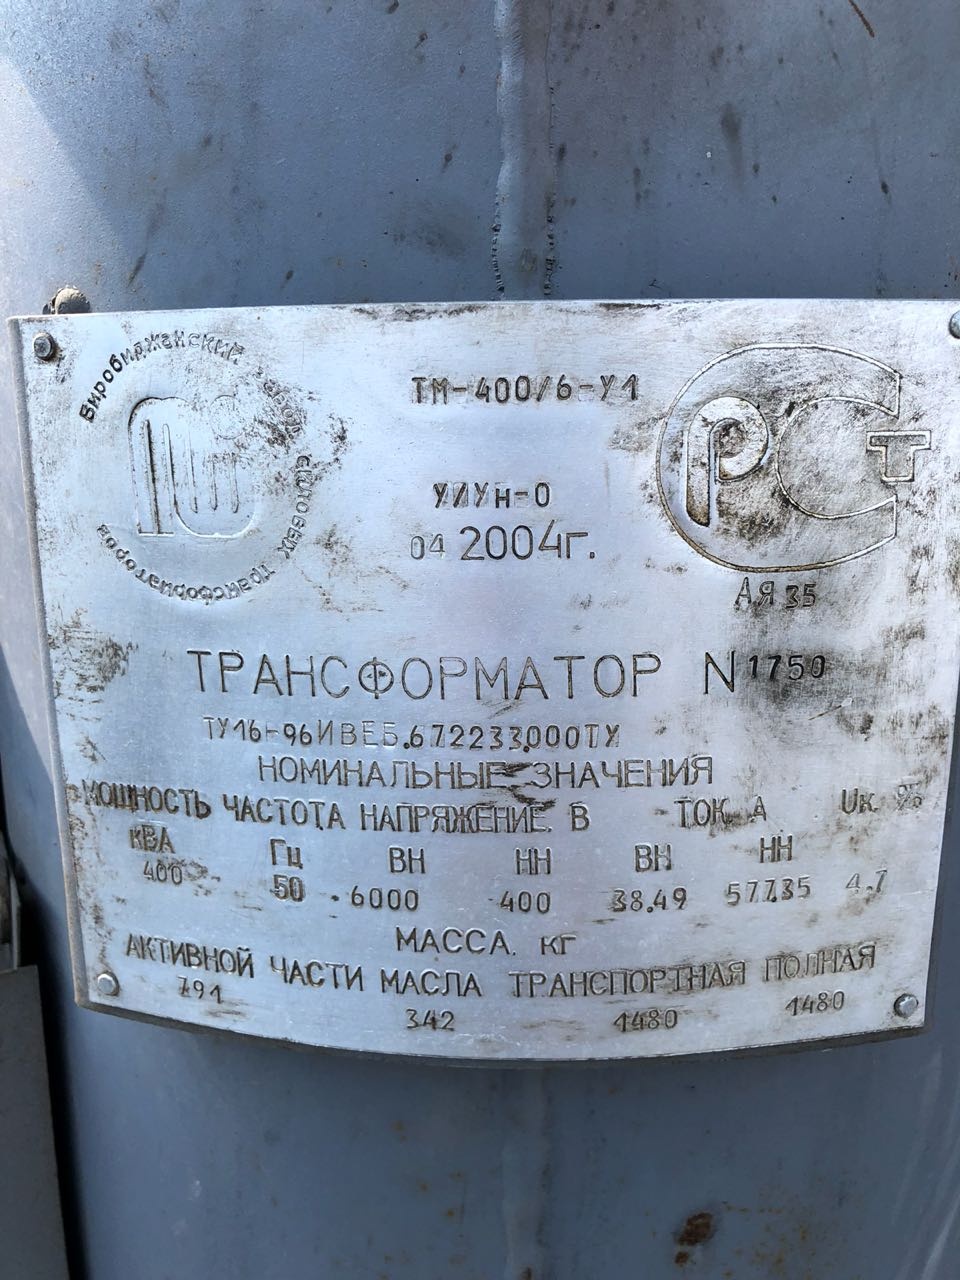 Биробиджанский завод силовых трансформаторов
ТМ-400/6-У1
У/Ун-0
04 2004г.
РСТ
АЯ35
ТРАНСФОРМАТОР N 1750
ТУ16-96ИВЕБ.672233.000ТУ
НОМИНАЛЬНЫЕ ЗНАЧЕНИЯ
МОЩНОСТЬ ЧАСТОТА НАПРЯЖЕНИЕ, В ТОК, А Uк, %
кВА Гц ВН НН ВН НН
400 50 6000 400 38.49 577.35 4.7
МАССА, кг
АКТИВНОЙ ЧАСТИ МАСЛА ТРАНСПОРТНАЯ ПОЛНАЯ
791 342 1480 1480